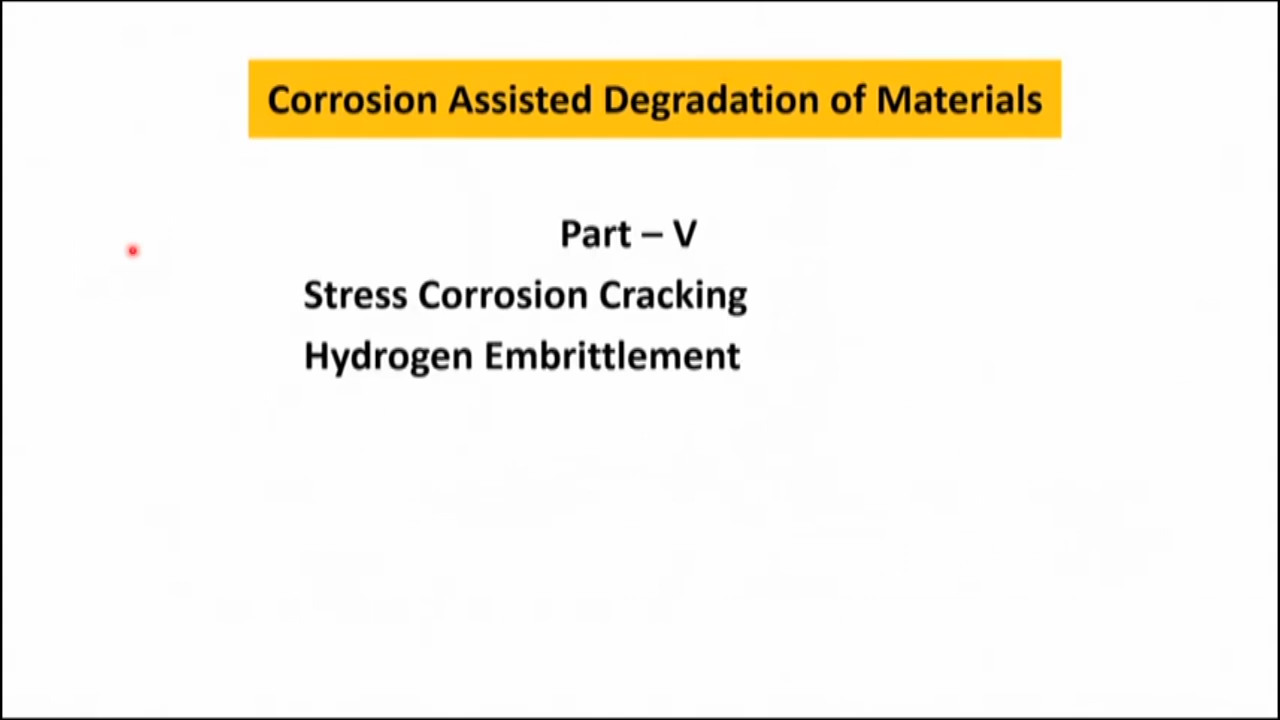 Corrosion Assisted Degradation of Materials
Part – V
Stress Corrosion Cracking
Hydrogen Embrittlement